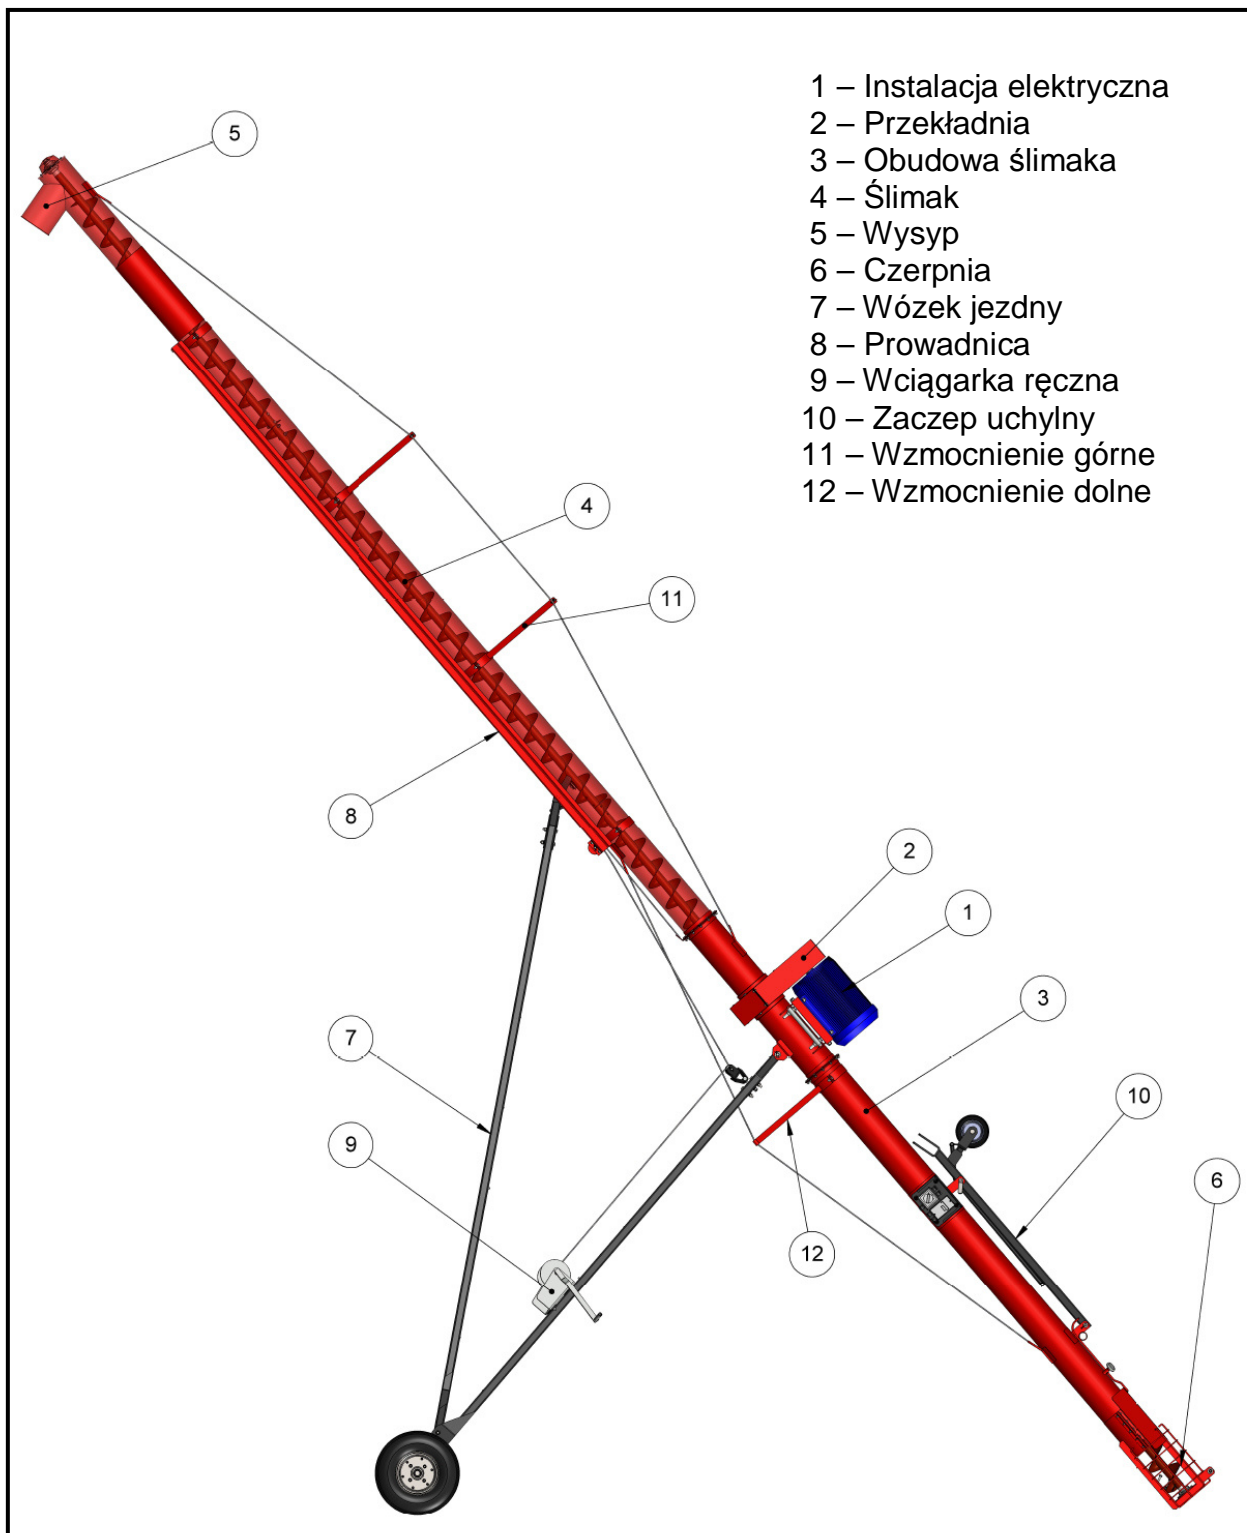 1 – Instalacja elektryczna
2 – Przekładnia
3 – Obudowa ślimaka
4 – Ślimak
5 – Wysyp
6 – Czerpnia
7 – Wózek jezdny
8 – Prowadnica
9 – Wciągarka ręczna
10 – Zaczep uchylny
11 – Wzmocnienie górne
12 – Wzmocnienie dolne
5
4
11
8
2
1
3
7
10
9
6
12